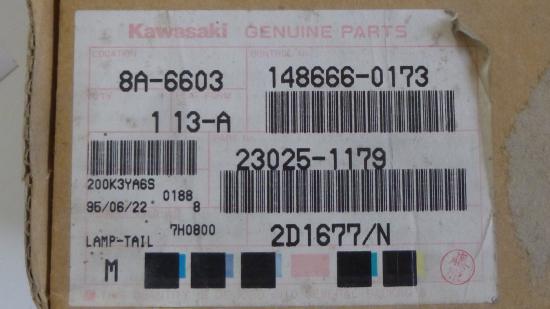 Kawasaki GENUINE PARTS
LOCATION
8A-6603 148666-0173
1 13-A
23025-1179
200K3YA6S
0188
95/06/22 8
LAMP-TAIL 7H0800 2D1677/N
M